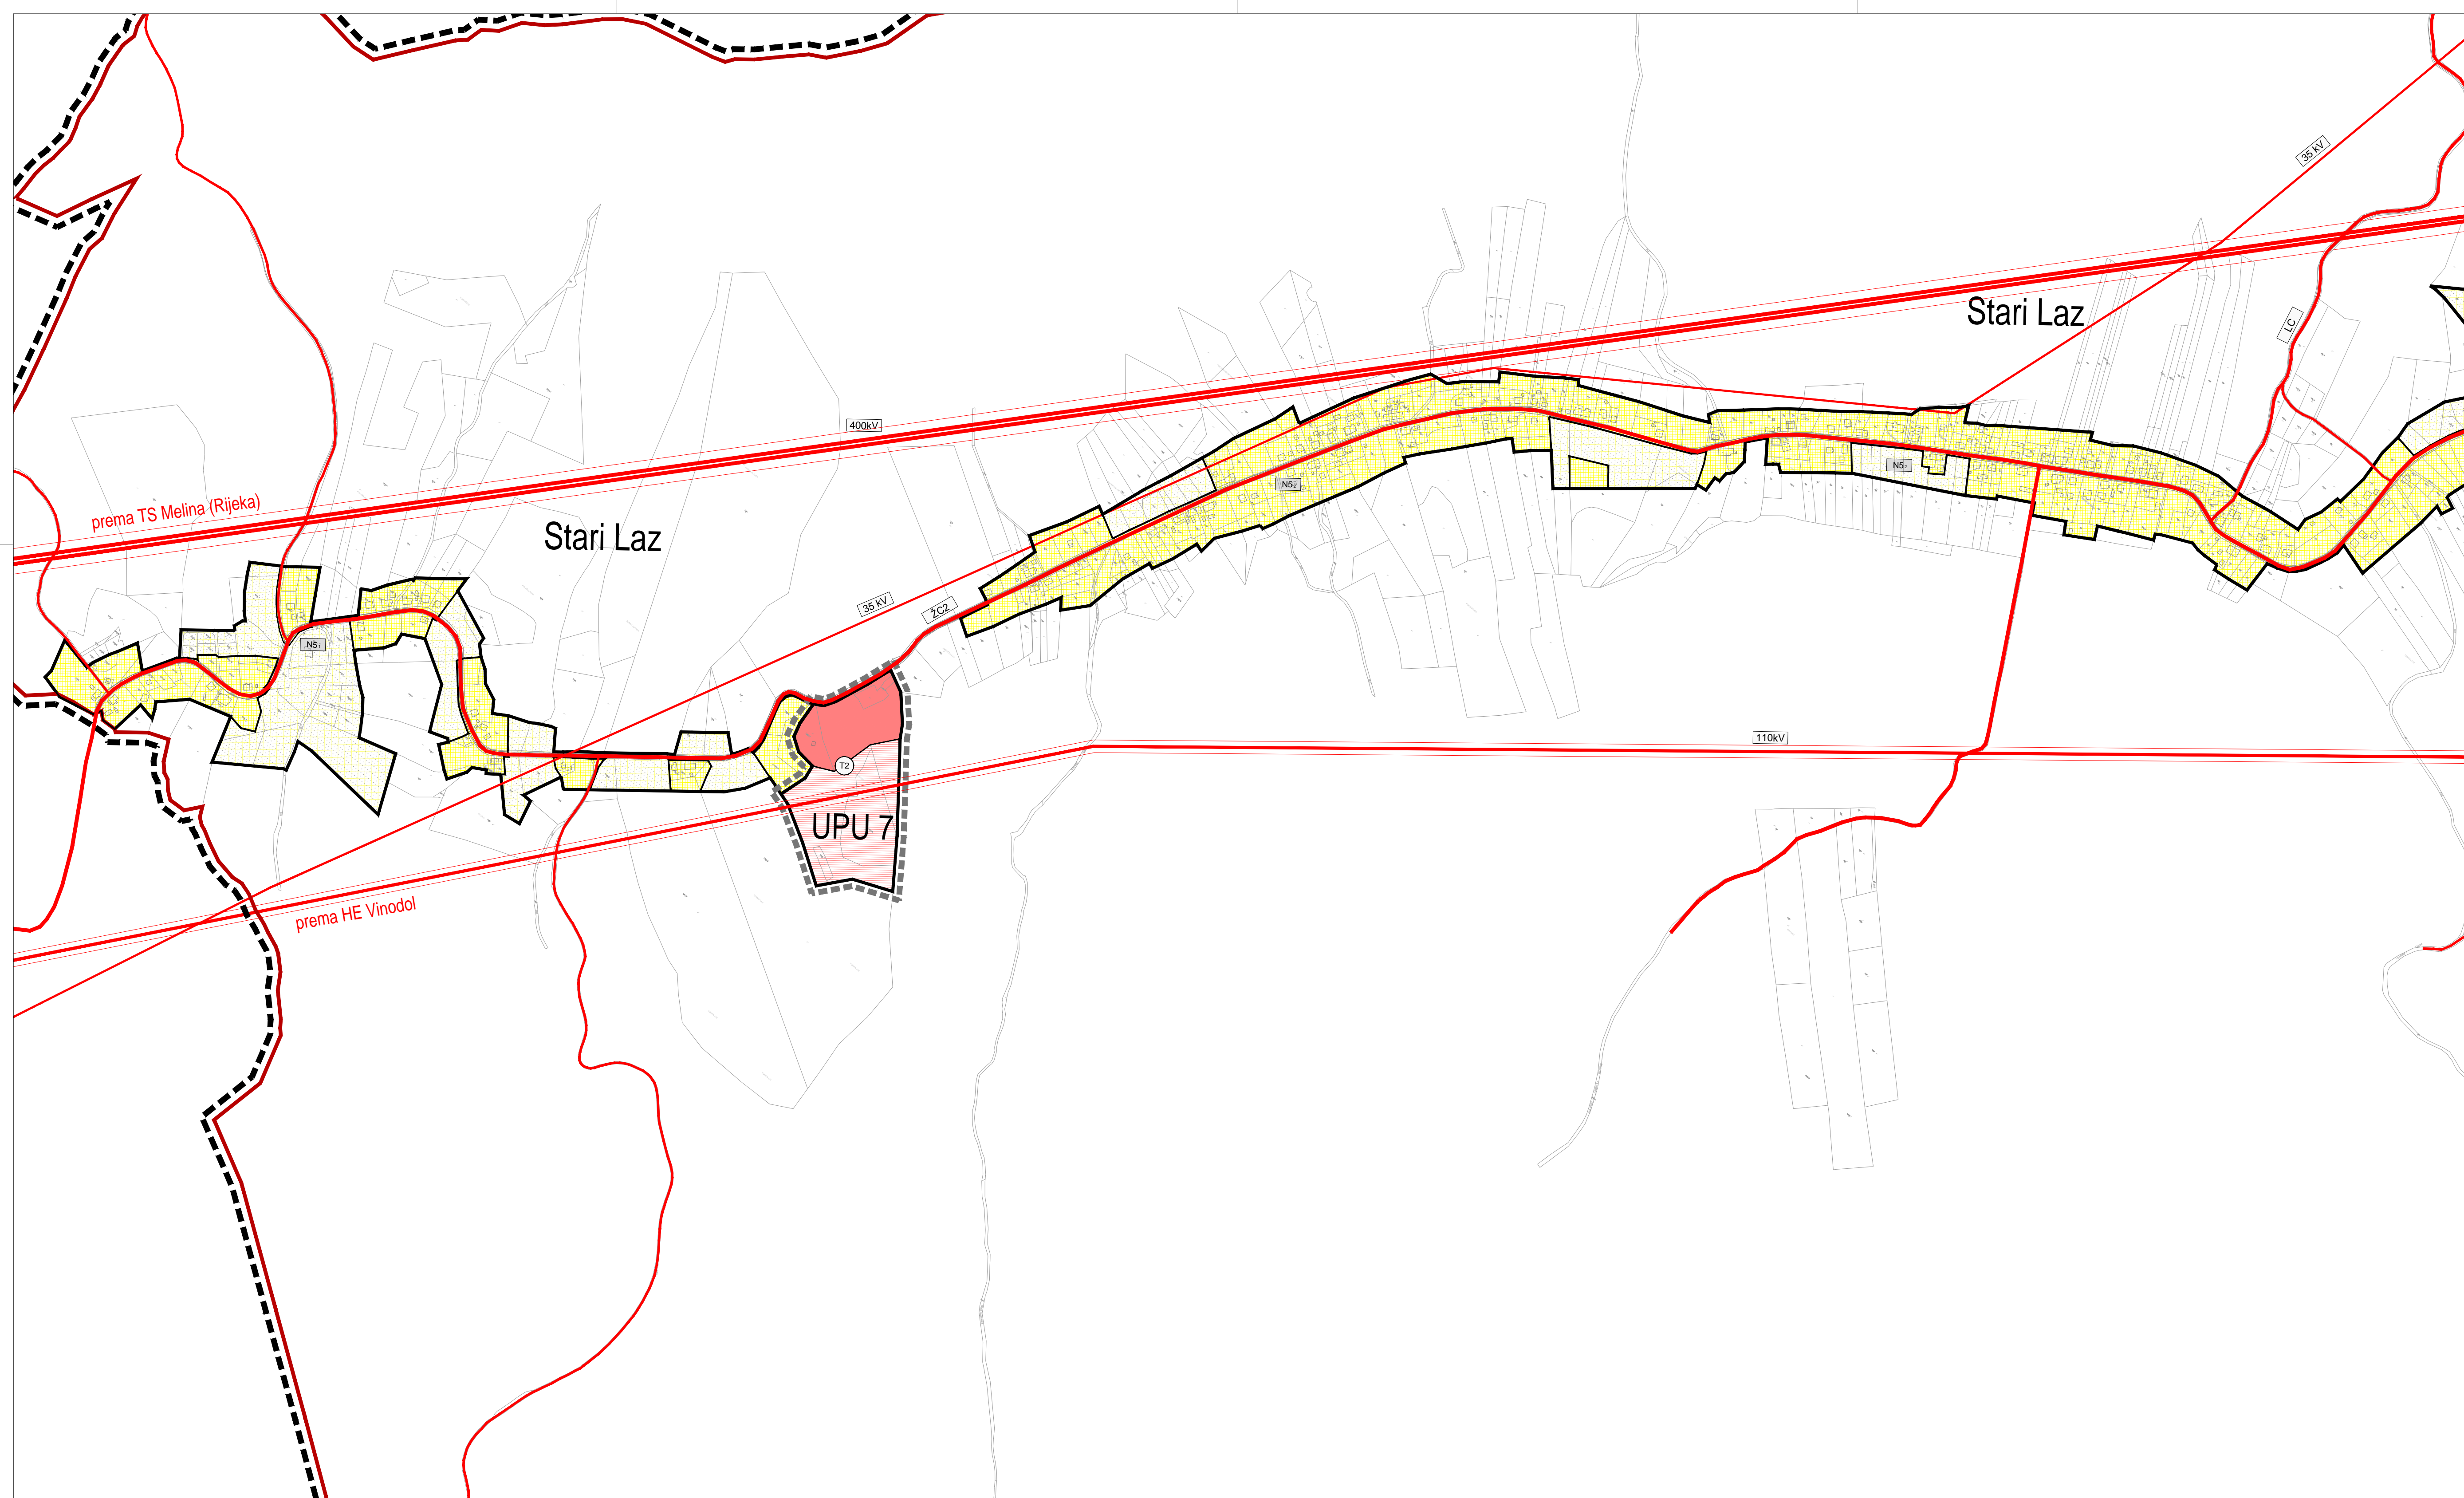 35 kV
Stari Laz
LC
400kV
N5₂
N5₃
prema TS Melina (Rijeka)
Stari Laz
35 kV
ŽC2
N5₁
110kV
T2
UPU 7
prema HE Vinodol